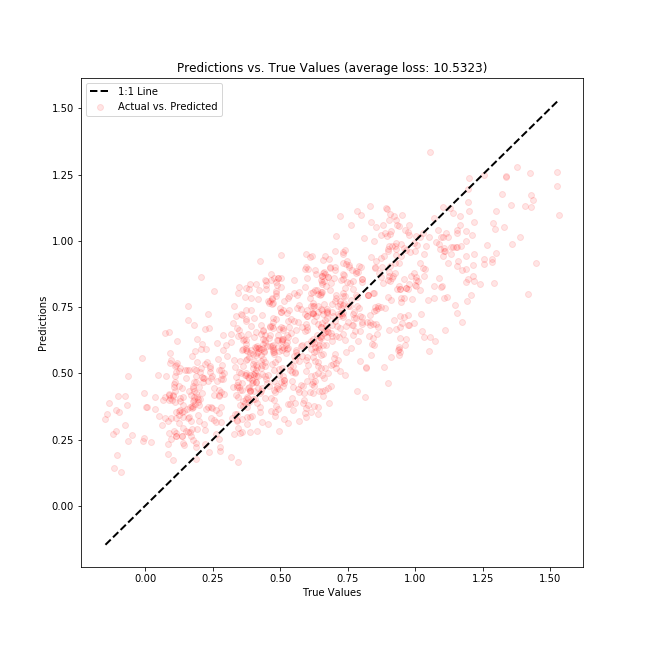 Predictions vs. True Values (average loss: 10.5323)
1:1 Line
Actual vs. Predicted
1.50
1.25
1.00
0.75
0.50
0.25
0.00
Predictions
0.00 0.25 0.50 0.75 1.00 1.25 1.50
True Values